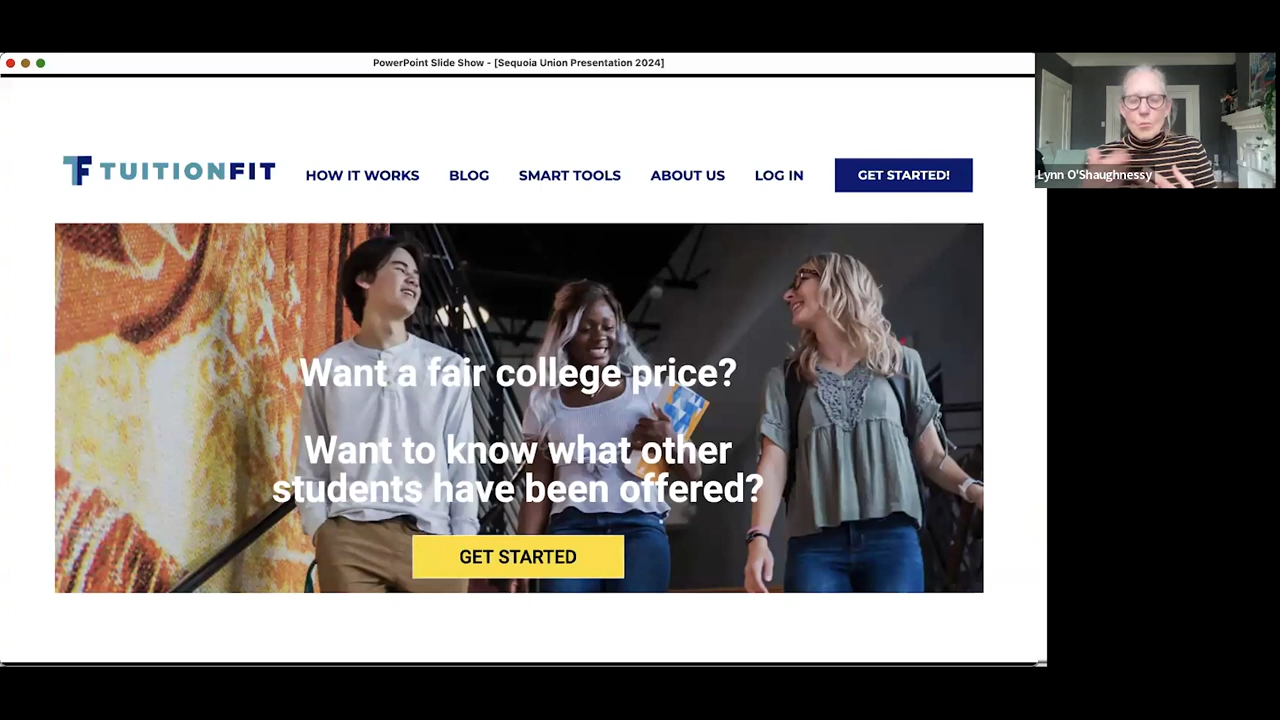 PowerPoint Slide Show - [Sequoia Union Presentation 2024]
Lynn O'Shaughnessy
TF TUITIONFIT
HOW IT WORKS
BLOG
SMART TOOLS
ABOUT US
LOG IN
GET STARTED!
Want a fair college price?
Want to know what other
students have been offered?
GET STARTED